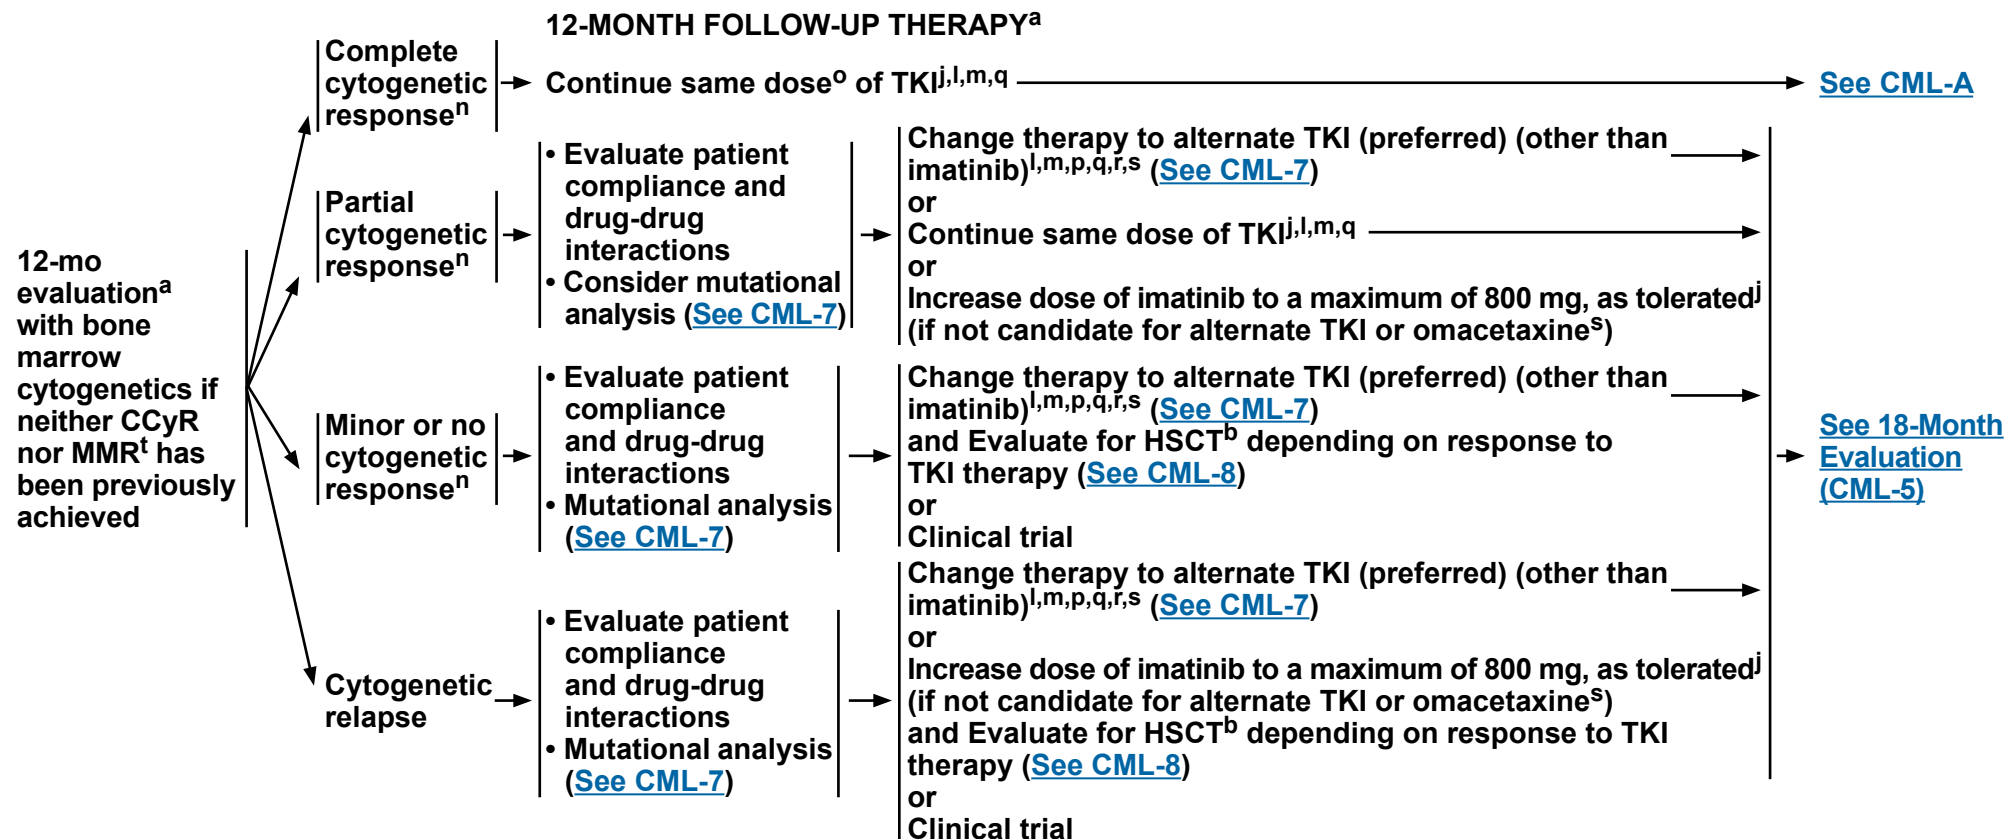 12-MONTH FOLLOW-UP THERAPYa
12-mo
evaluationa
with bone
marrow
cytogenetics if
neither CCyR
nor MMRt has
been previously
achieved
Complete
cytogenetic
responsen
Continue same doseo of TKIj,l,m,q
See CML-A
Partial
cytogenetic
responsen
• Evaluate patient
compliance and
drug-drug
interactions
• Consider mutational
analysis (See CML-7)
Change therapy to alternate TKI (preferred) (other than
imatinib)l,m,p,q,r,s (See CML-7)
or
Continue same dose of TKIj,l,m,q
or
Increase dose of imatinib to a maximum of 800 mg, as toleratedj
(if not candidate for alternate TKI or omacetaxines)
Minor or no
cytogenetic
responsen
• Evaluate patient
compliance
and drug-drug
interactions
• Mutational analysis
(See CML-7)
Change therapy to alternate TKI (preferred) (other than
imatinib)l,m,p,q,r,s (See CML-7)
and Evaluate for HSCTb depending on response to
TKI therapy (See CML-8)
or
Clinical trial
Cytogenetic
relapse
• Evaluate patient
compliance
and drug-drug
interactions
• Mutational analysis
(See CML-7)
Change therapy to alternate TKI (preferred) (other than
imatinib)l,m,p,q,r,s (See CML-7)
or
Increase dose of imatinib to a maximum of 800 mg, as toleratedj
(if not candidate for alternate TKI or omacetaxines)
and Evaluate for HSCTb depending on response to TKI
therapy (See CML-8)
or
Clinical trial
See 18-Month
Evaluation
(CML-5)